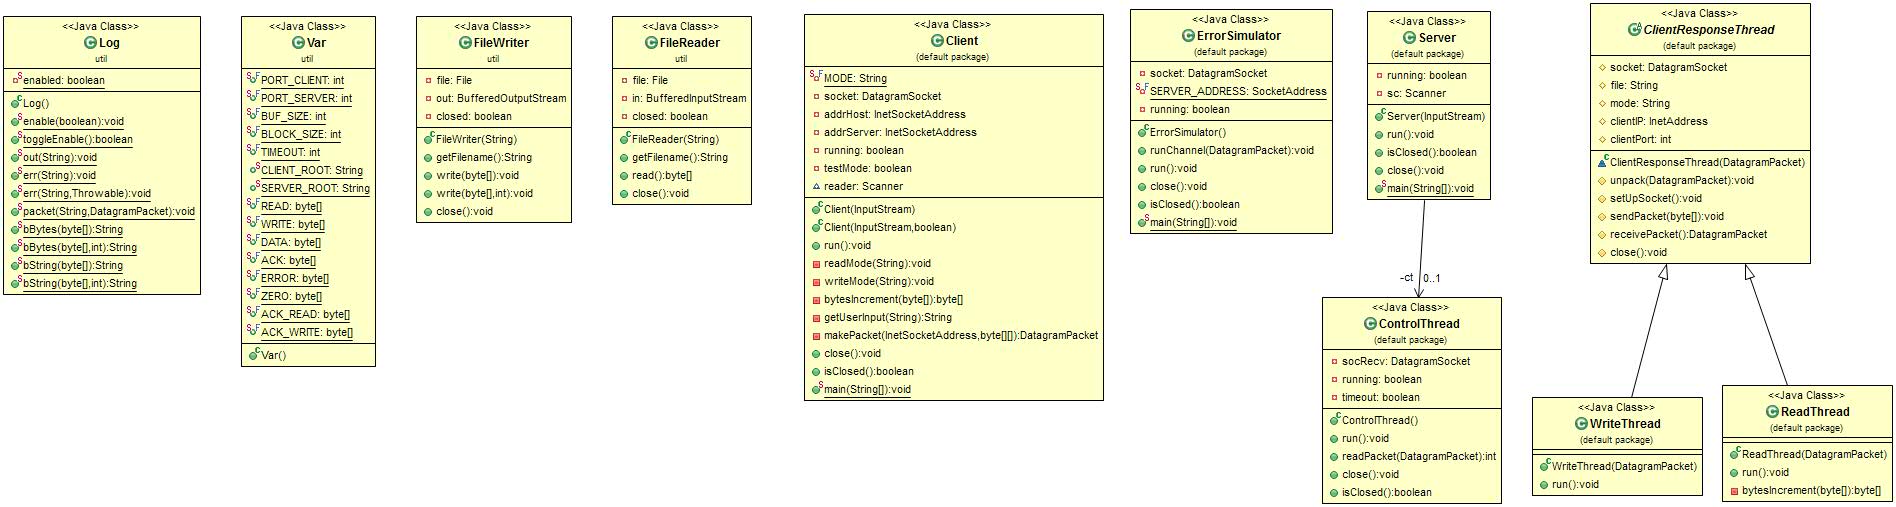 <<Java Class>>
Log
util
enabled: boolean
Log()
enable(boolean):void
toggleEnable():boolean
out(String):void
err(String):void
err(String,Throwable):void
packet(String,DatagramPacket):void
bBytes(byte[]):String
bBytes(byte[],int):String
bString(byte[]):String
bString(byte[],int):String
<<Java Class>>
Var
util
PORT_CLIENT: int
PORT_SERVER: int
BUF_SIZE: int
BLOCK_SIZE: int
TIMEOUT: int
CLIENT_ROOT: String
SERVER_ROOT: String
READ: byte[]
WRITE: byte[]
DATA: byte[]
ACK: byte[]
ERROR: byte[]
ZERO: byte[]
ACK_READ: byte[]
ACK_WRITE: byte[]
Var()
<<Java Class>>
FileWriter
util
file: File
out: BufferedOutputStream
closed: boolean
FileWriter(String)
getFilename():String
write(byte[]):void
write(byte[],int):void
close():void
<<Java Class>>
FileReader
util
file: File
in: BufferedInputStream
closed: boolean
FileReader(String)
getFilename():String
read():byte[]
close():void
<<Java Class>>
Client
(default package)
MODE: String
socket: DatagramSocket
addrHost: InetSocketAddress
addrServer: InetSocketAddress
running: boolean
testMode: boolean
reader: Scanner
Client(InputStream)
Client(InputStream,boolean)
run():void
readMode(String):void
writeMode(String):void
bytesIncrement(byte[]):byte[]
getUserInput(String):String
makePacket(InetSocketAddress,byte[][]):DatagramPacket
close():void
isClosed():boolean
main(String[]):void
<<Java Class>>
ErrorSimulator
(default package)
socket: DatagramSocket
SERVER_ADDRESS: SocketAddress
running: boolean
ErrorSimulator()
runChannel(DatagramPacket):void
run():void
close():void
isClosed():boolean
main(String[]):void
<<Java Class>>
Server
(default package)
running: boolean
sc: Scanner
Server(InputStream)
run():void
isClosed():boolean
close():void
main(String[]):void
-ct 0..1
<<Java Class>>
ControlThread
(default package)
socRecv: DatagramSocket
running: boolean
timeout: boolean
ControlThread()
run():void
readPacket(DatagramPacket):int
close():void
isClosed():boolean
<<Java Class>>
ClientResponseThread
(default package)
socket: DatagramSocket
file: String
mode: String
clientIP: InetAddress
clientPort: int
ClientResponseThread(DatagramPacket)
unpack(DatagramPacket):void
setUpSocket():void
sendPacket(byte[]):void
receivePacket():DatagramPacket
close():void
<<Java Class>>
WriteThread
(default package)
WriteThread(DatagramPacket)
run():void
<<Java Class>>
ReadThread
(default package)
ReadThread(DatagramPacket)
run():void
bytesIncrement(byte[]):byte[]